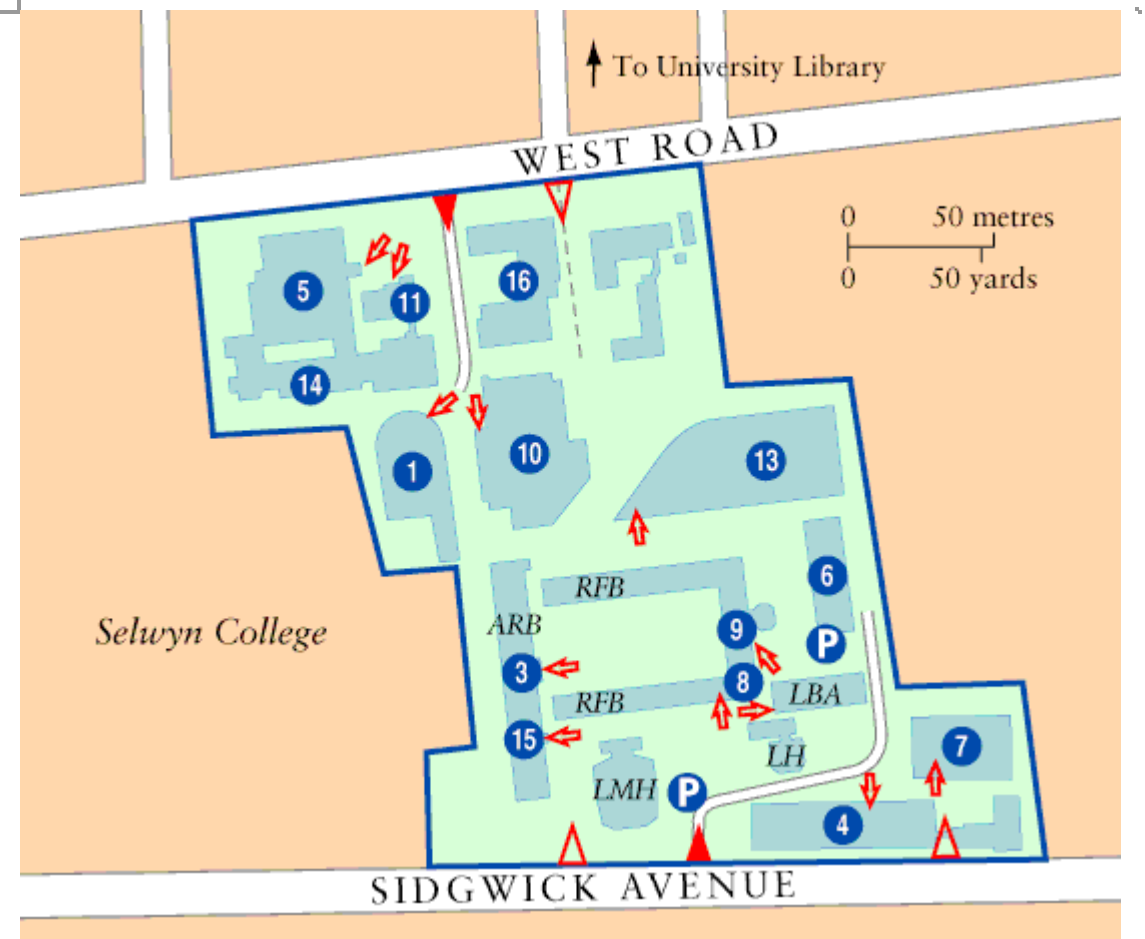 To University Library
WEST ROAD
0 50 metres
0 50 yards
5
11
16
14
1
10
13
6
RFB
ARB
9
P
3
8
LBA
RFB
15
7
LH
LMH
P
4
Selwyn College
SIDGWICK AVENUE